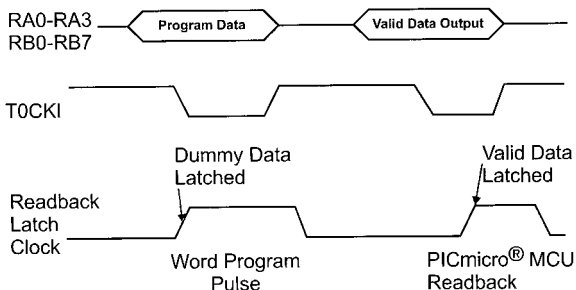 RA0-RA3
RB0-RB7
Program Data
Valid Data Output
T0CKI
Dummy Data
Latched
Valid Data
Latched
Readback
Latch
Clock
Word Program
Pulse
PICmicro® MCU
Readback